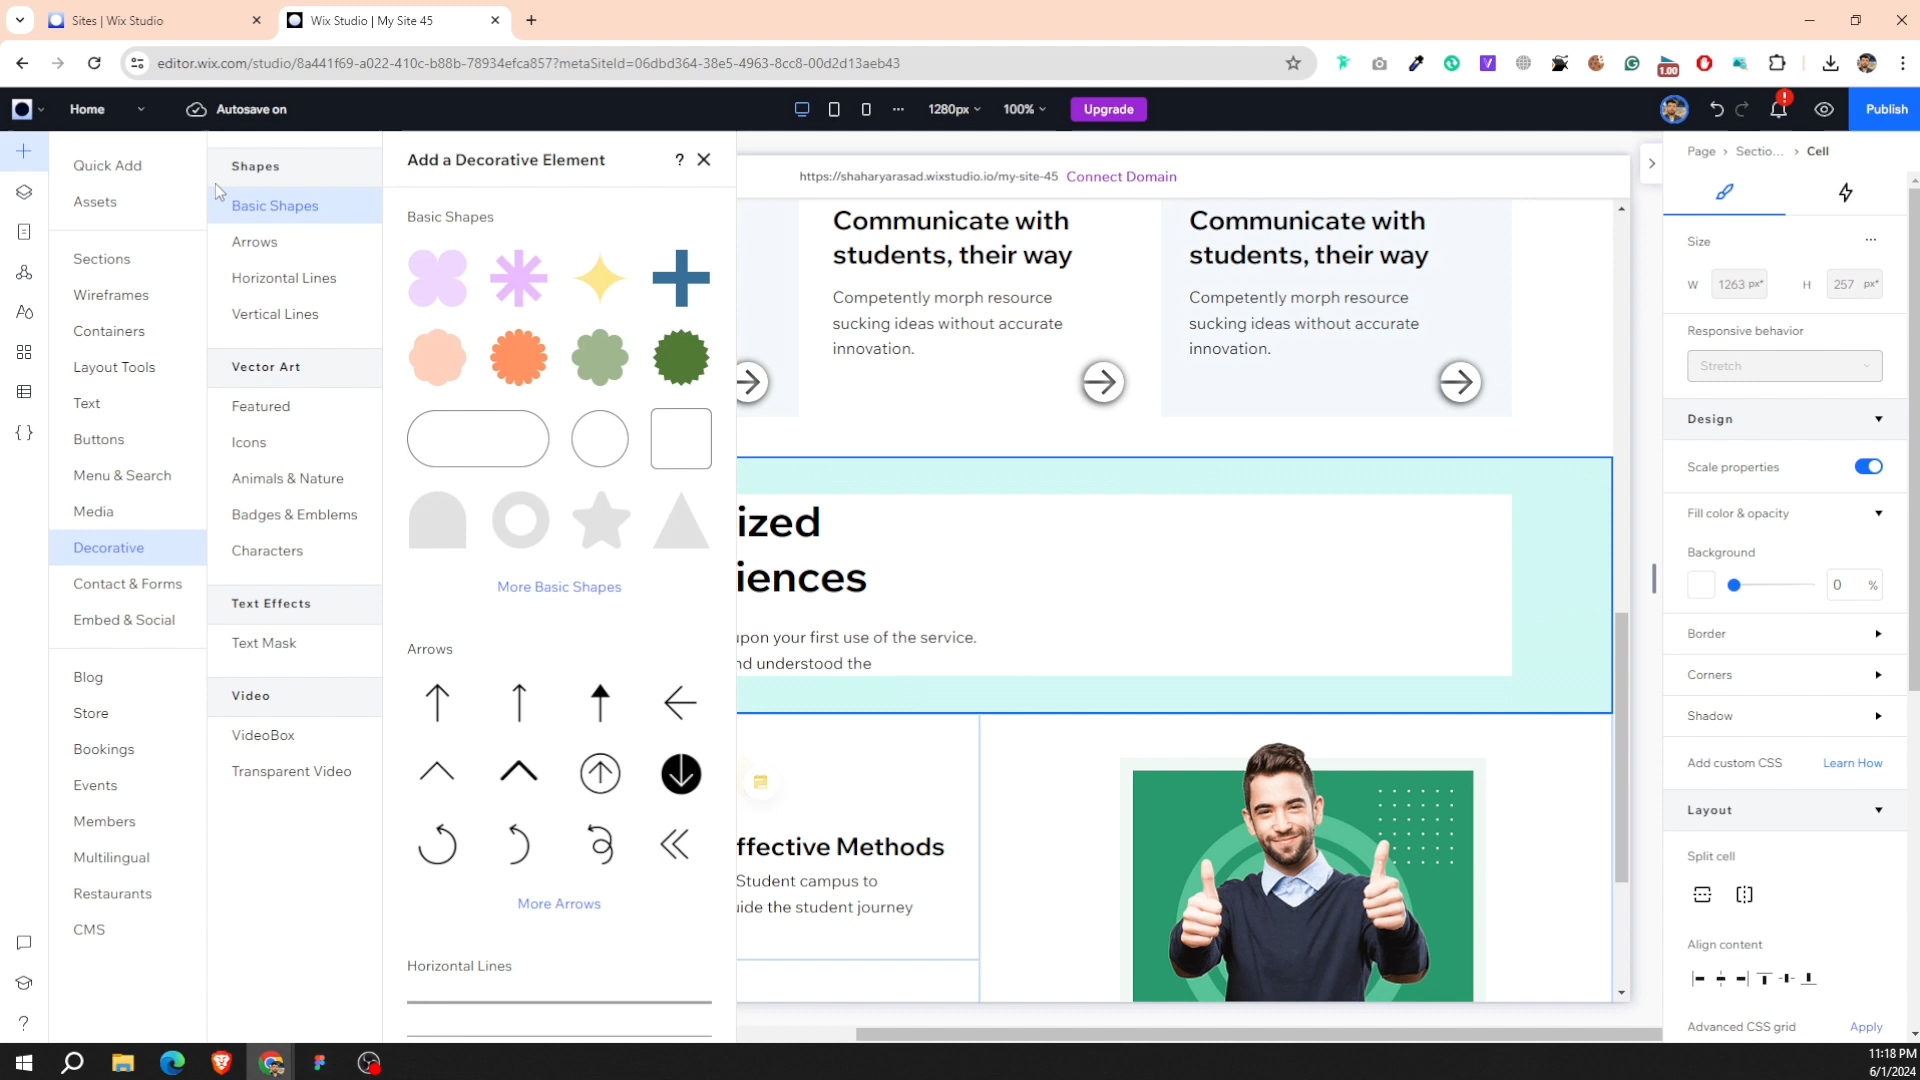 Sites | Wix Studio
Wix Studio | My Site 45
editor.wix.com/studio/8a441f69-a022-410c-b88b-78934efca857?metaSiteId=06dbd364-38e5-4963-8cc8-00d2d13aeb43
1.00
Home
Autosave on
1280px
100%
Upgrade
Publish
Quick Add
Assets
Sections
Wireframes
Containers
Layout Tools
Text
Buttons
Menu & Search
Media
Decorative
Contact & Forms
Embed & Social
Blog
Store
Bookings
Events
Members
Multilingual
Restaurants
CMS
Shapes
Basic Shapes
Arrows
Horizontal Lines
Vertical Lines
Vector Art
Featured
Icons
Animals & Nature
Badges & Emblems
Characters
Text Effects
Text Mask
Video
VideoBox
Transparent Video
Add a Decorative Element
?
Basic Shapes
More Basic Shapes
Arrows
More Arrows
Horizontal Lines
https://shaharyarasad.wixstudio.io/my-site-45 Connect Domain
Communicate with
students, their way
Competently morph resource
sucking ideas without accurate
innovation.
Communicate with
students, their way
Competently morph resource
sucking ideas without accurate
innovation.
ized
iences
upon your first use of the service.
nd understood the
ffective Methods
Student campus to
uide the student journey
Page > Sectio... > Cell
Size
W 1263 px* H 257 px*
Responsive behavior
Stretch
Design
Scale properties
Fill color & opacity
Background
0 %
Border
Corners
Shadow
Add custom CSS Learn How
Layout
Split cell
Align content
Advanced CSS grid Apply
11:18 PM
6/1/2024